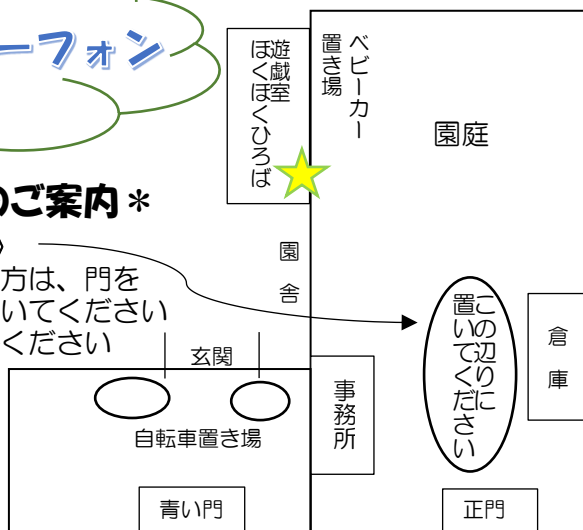 ーフォン
遊戯室
ほくほくひろば
ベビーカー
置き場
園庭
のご案内＊
方は、門を
いてください
ください
園舎
玄関
自転車置き場
事務所
この辺りに
置いてください
倉庫
青い門
正門